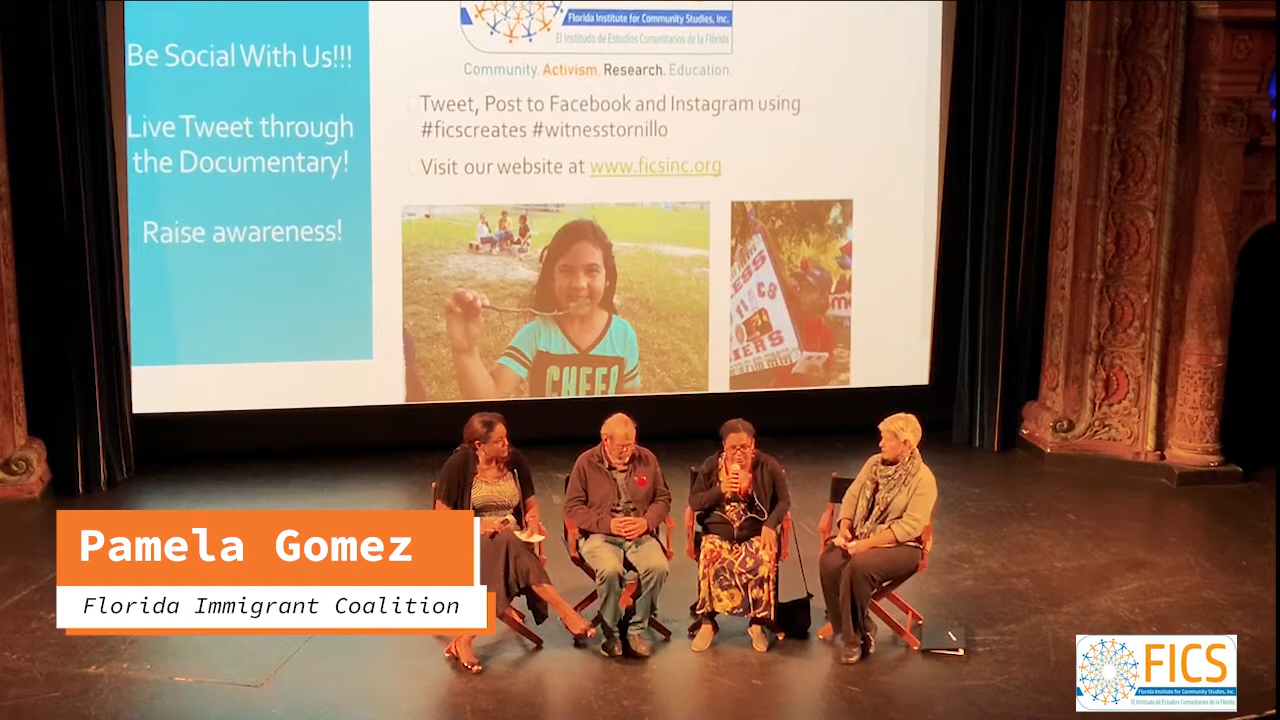 Florida Institute for Community Studies, Inc.
El Instituto de Estudios Comunitarios de la Florida
Community. Activism. Research. Education.
Be Social With Us!!!
Live Tweet through
the Documentary!
Raise awareness!
Tweet, Post to Facebook and Instagram using
#ficscreates #witnesstornillo
Visit our website at www.ficsinc.org
CHEER
Pamela Gomez
Florida Immigrant Coalition
FICS
Florida Institute for Community Studies, Inc.
El Instituto de Estudios Comunitarios de la Florida